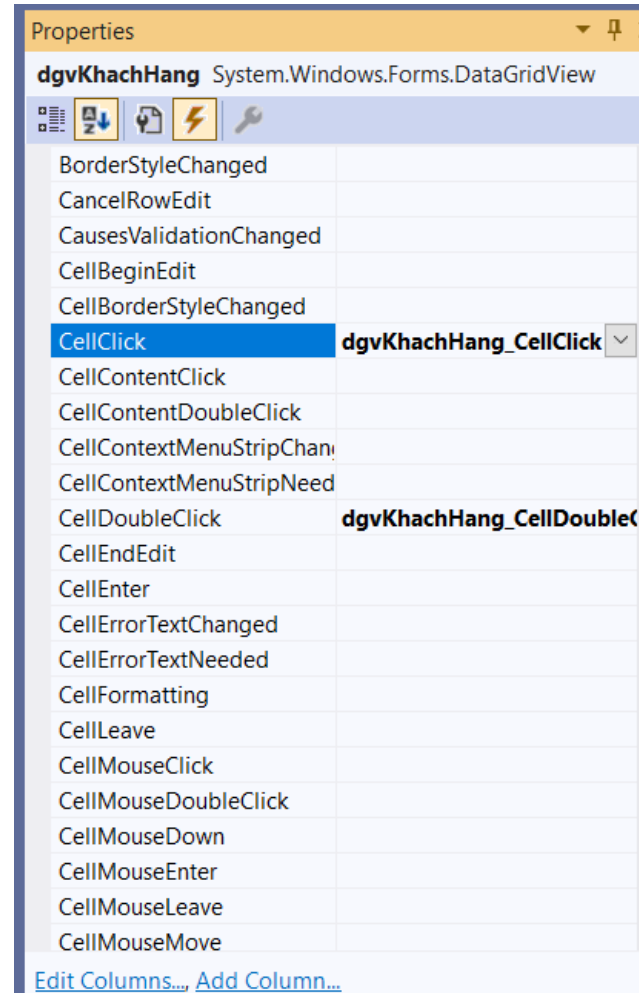 Properties
dgvKhachHang System.Windows.Forms.DataGridView
BorderStyleChanged
CancelRowEdit
CausesValidationChanged
CellBeginEdit
CellBorderStyleChanged
CellClick dgvKhachHang_CellClick
CellContentClick
CellContentDoubleClick
CellContextMenuStripChan
CellContextMenuStripNeed
CellDoubleClick dgvKhachHang_CellDouble
CellEndEdit
CellEnter
CellErrorTextChanged
CellErrorTextNeeded
CellFormatting
CellLeave
CellMouseClick
CellMouseDoubleClick
CellMouseDown
CellMouseEnter
CellMouseLeave
CellMouseMove
Edit Columns..., Add Column...